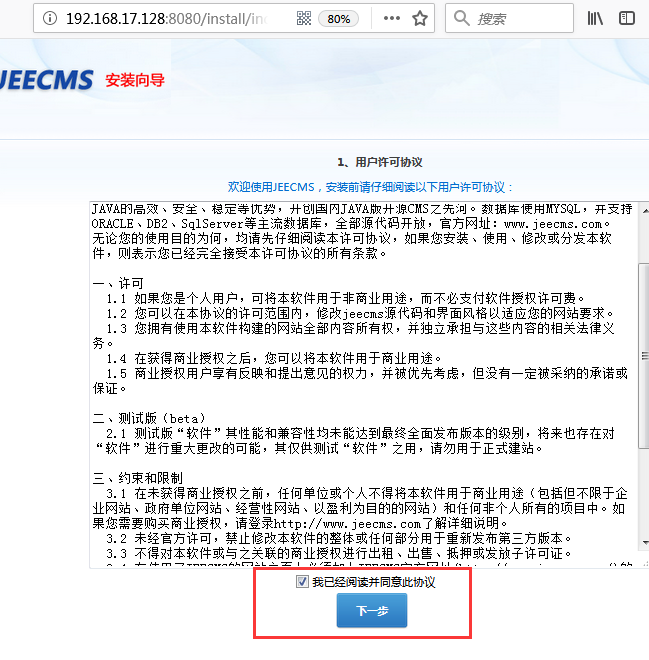 192.168.17.128:8080/install/in
80%
搜索
JEECMS 安装向导
1、用户许可协议
欢迎使用JEECMS，安装前请仔细阅读以下用户许可协议：
JAVA的高效、安全、稳定等优势，开创国内JAVA版开源CMS之先河。数据库使用MYSQL，并支持
ORACLE、DB2、SqlServer等主流数据库，全部源代码开放，官方网址：www.jeecms.com。
无论您的使用目的为何，均请先仔细阅读本许可协议，如果您安装、使用、修改或分发本软
件，则表示您已经完全接受本许可协议的所有条款。
一、许可
1.1 如果您是个人用户，可将本软件用于非商业用途，而不必支付软件授权许可费。
1.2 您可以在本协议的许可范围内，修改jeecms源代码和界面风格以适应您的网站要求。
1.3 您拥有使用本软件构建的网站全部内容所有权，并独立承担与这些内容的相关法律义
务。
1.4 在获得商业授权之后，您可以将本软件用于商业用途。
1.5 商业授权用户享有反映和提出意见的权力，并被优先考虑，但没有一定被采纳的承诺或
保证。
二、测试版（beta）
2.1 测试版“软件”其性能和兼容性均未能达到最终全面发布版本的级别，将来也存在对
“软件”进行重大更改的可能，其仅供测试“软件”之用，请勿用于正式建站。
三、约束和限制
3.1 在未获得商业授权之前，任何单位或个人不得将本软件用于商业用途（包括但不限于企
业网站、政府单位网站、经营性网站、以盈利为目的的网站）和任何非个人所有的项目中。如
果您需要购买商业授权，请登录http://www.jeecms.com了解详细说明。
3.2 未经官方许可，禁止修改本软件的整体或任何部分用于重新发布第三方版本。
3.3 不得对本软件或与之关联的商业授权进行出租、出售、抵押或发放子许可证。
我已经阅读并同意此协议
下一步